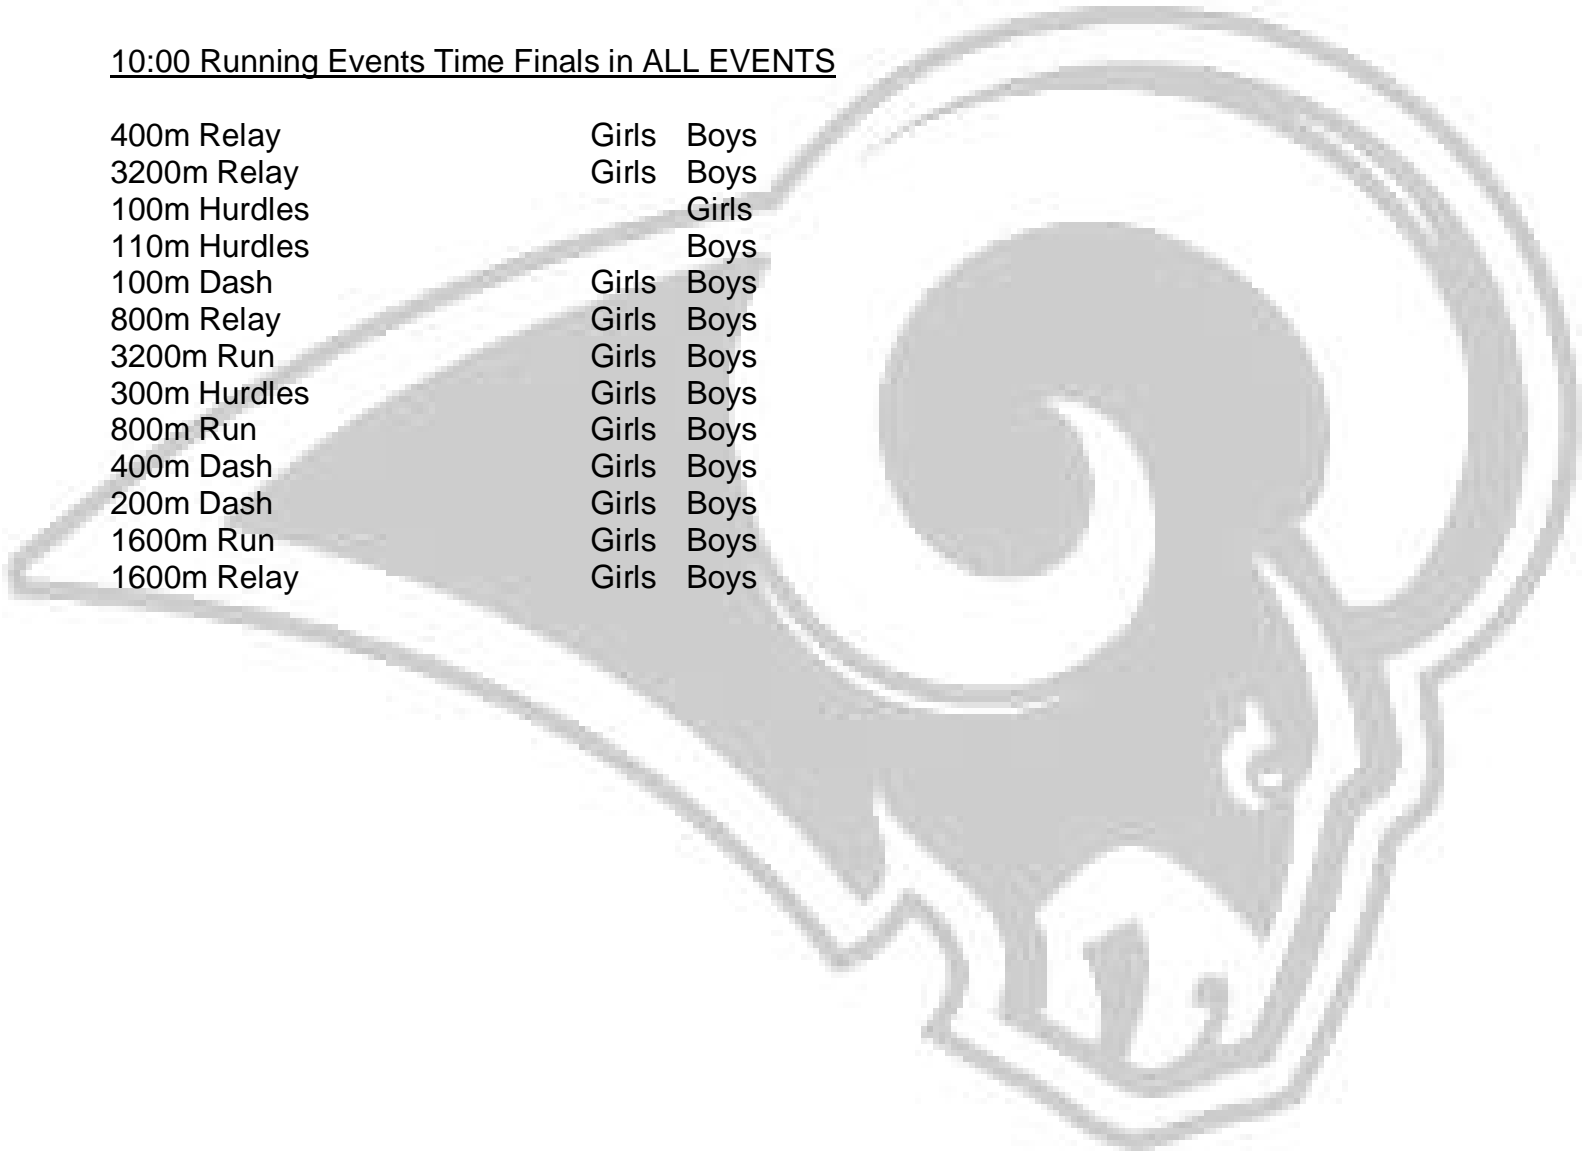 10:00 Running Events Time Finals in ALL EVENTS
400m Relay Girls Boys
3200m Relay Girls Boys
100m Hurdles Girls
110m Hurdles Boys
100m Dash Girls Boys
800m Relay Girls Boys
3200m Run Girls Boys
300m Hurdles Girls Boys
800m Run Girls Boys
400m Dash Girls Boys
200m Dash Girls Boys
1600m Run Girls Boys
1600m Relay Girls Boys